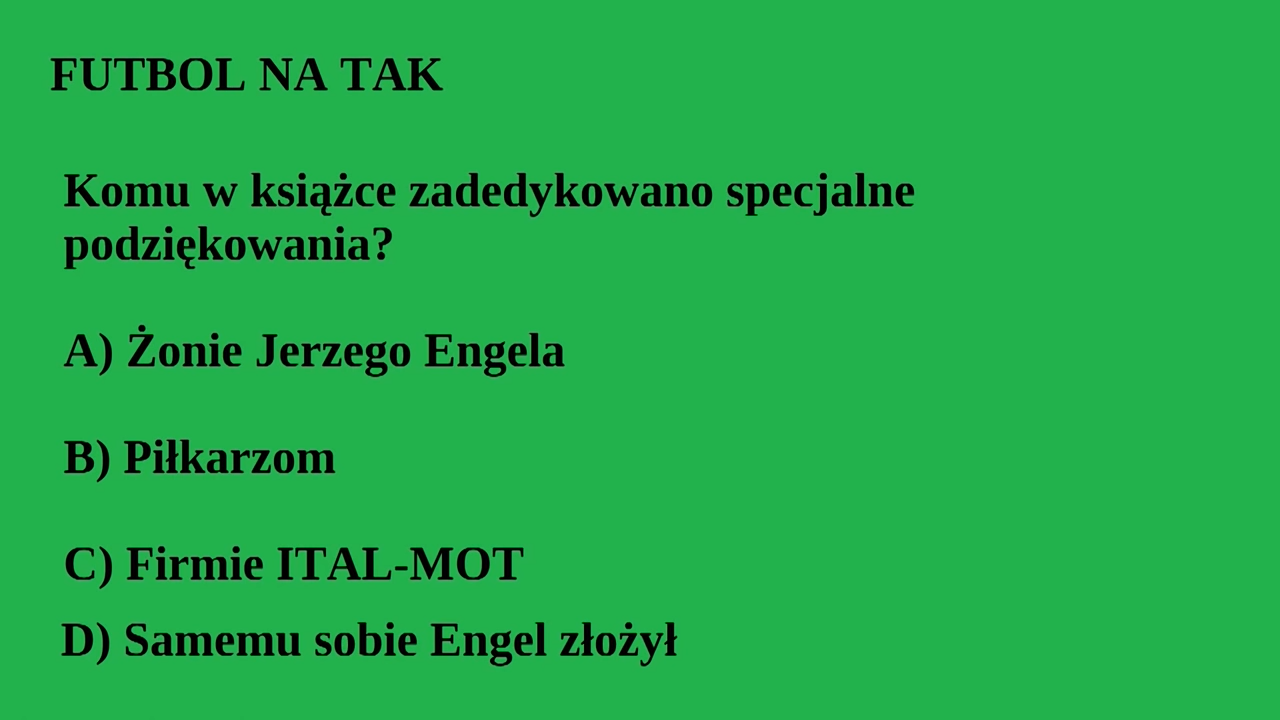 FUTBOL NA TAK
Komu w książce zadedykowano specjalne
podziękowania?
A) Żonie Jerzego Engela
B) Piłkarzom
C) Firmie ITAL-MOT
D) Samemu sobie Engel złożył